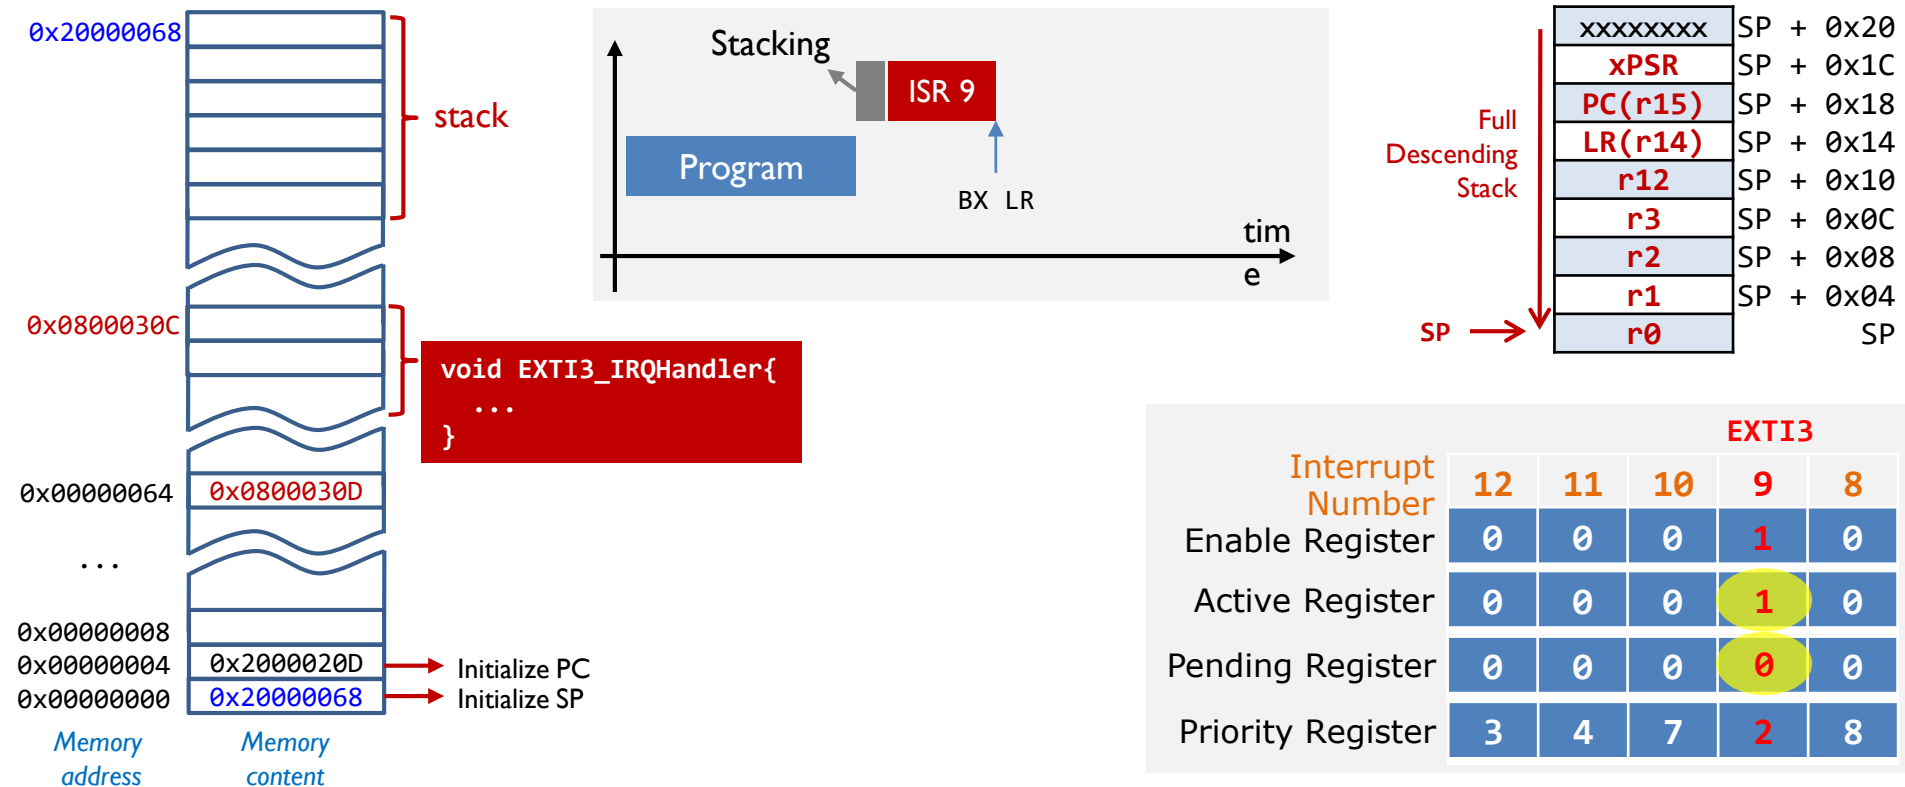 0x20000068
stack
0x0800030C
void EXTI3_IRQHandler{
...
}
0x00000064 0x0800030D
...
0x00000008
0x00000004 0x2000020D Initialize PC
0x00000000 0x20000068 Initialize SP
Memory address
Memory content
Stacking
ISR 9
Program
BX LR
tim
e
Full
Descending
Stack
xxxxxxxx SP + 0x20
xPSR SP + 0x1C
PC(r15) SP + 0x18
LR(r14) SP + 0x14
r12 SP + 0x10
r3 SP + 0x0C
r2 SP + 0x08
r1 SP + 0x04
SP r0 SP
EXTI3
Interrupt
Number 12 11 10 9 8
Enable Register 0 0 0 1 0
Active Register 0 0 0 1 0
Pending Register 0 0 0 0 0
Priority Register 3 4 7 2 8